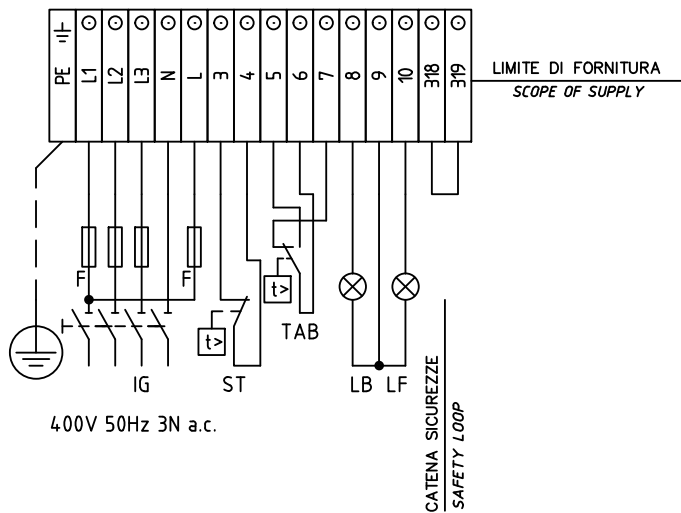 PE L1 L2 L3 N L 3 4 5 6 7 8 9 10 318 319
LIMITE DI FORNITURA
SCOPE OF SUPPLY
F F
t>
t>
TAB
IG ST LB LF
400V 50Hz 3N a.c.
CATENA SICUREZZE
SAFETY LOOP